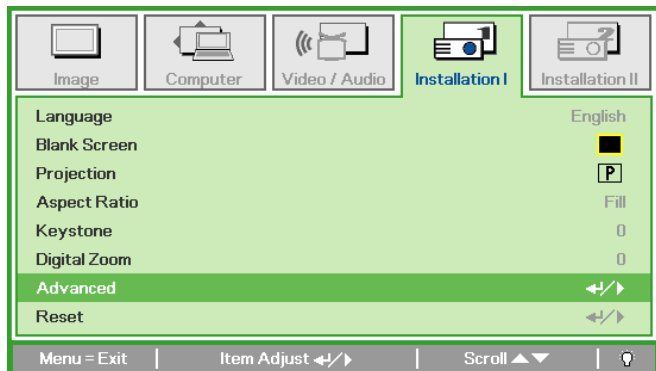 Image Computer Video / Audio Installation I Installation II
Language English
Blank Screen
Projection P
Aspect Ratio Fill
Keystone 0
Digital Zoom 0
Advanced
Reset
Menu = Exit Item Adjust Scroll